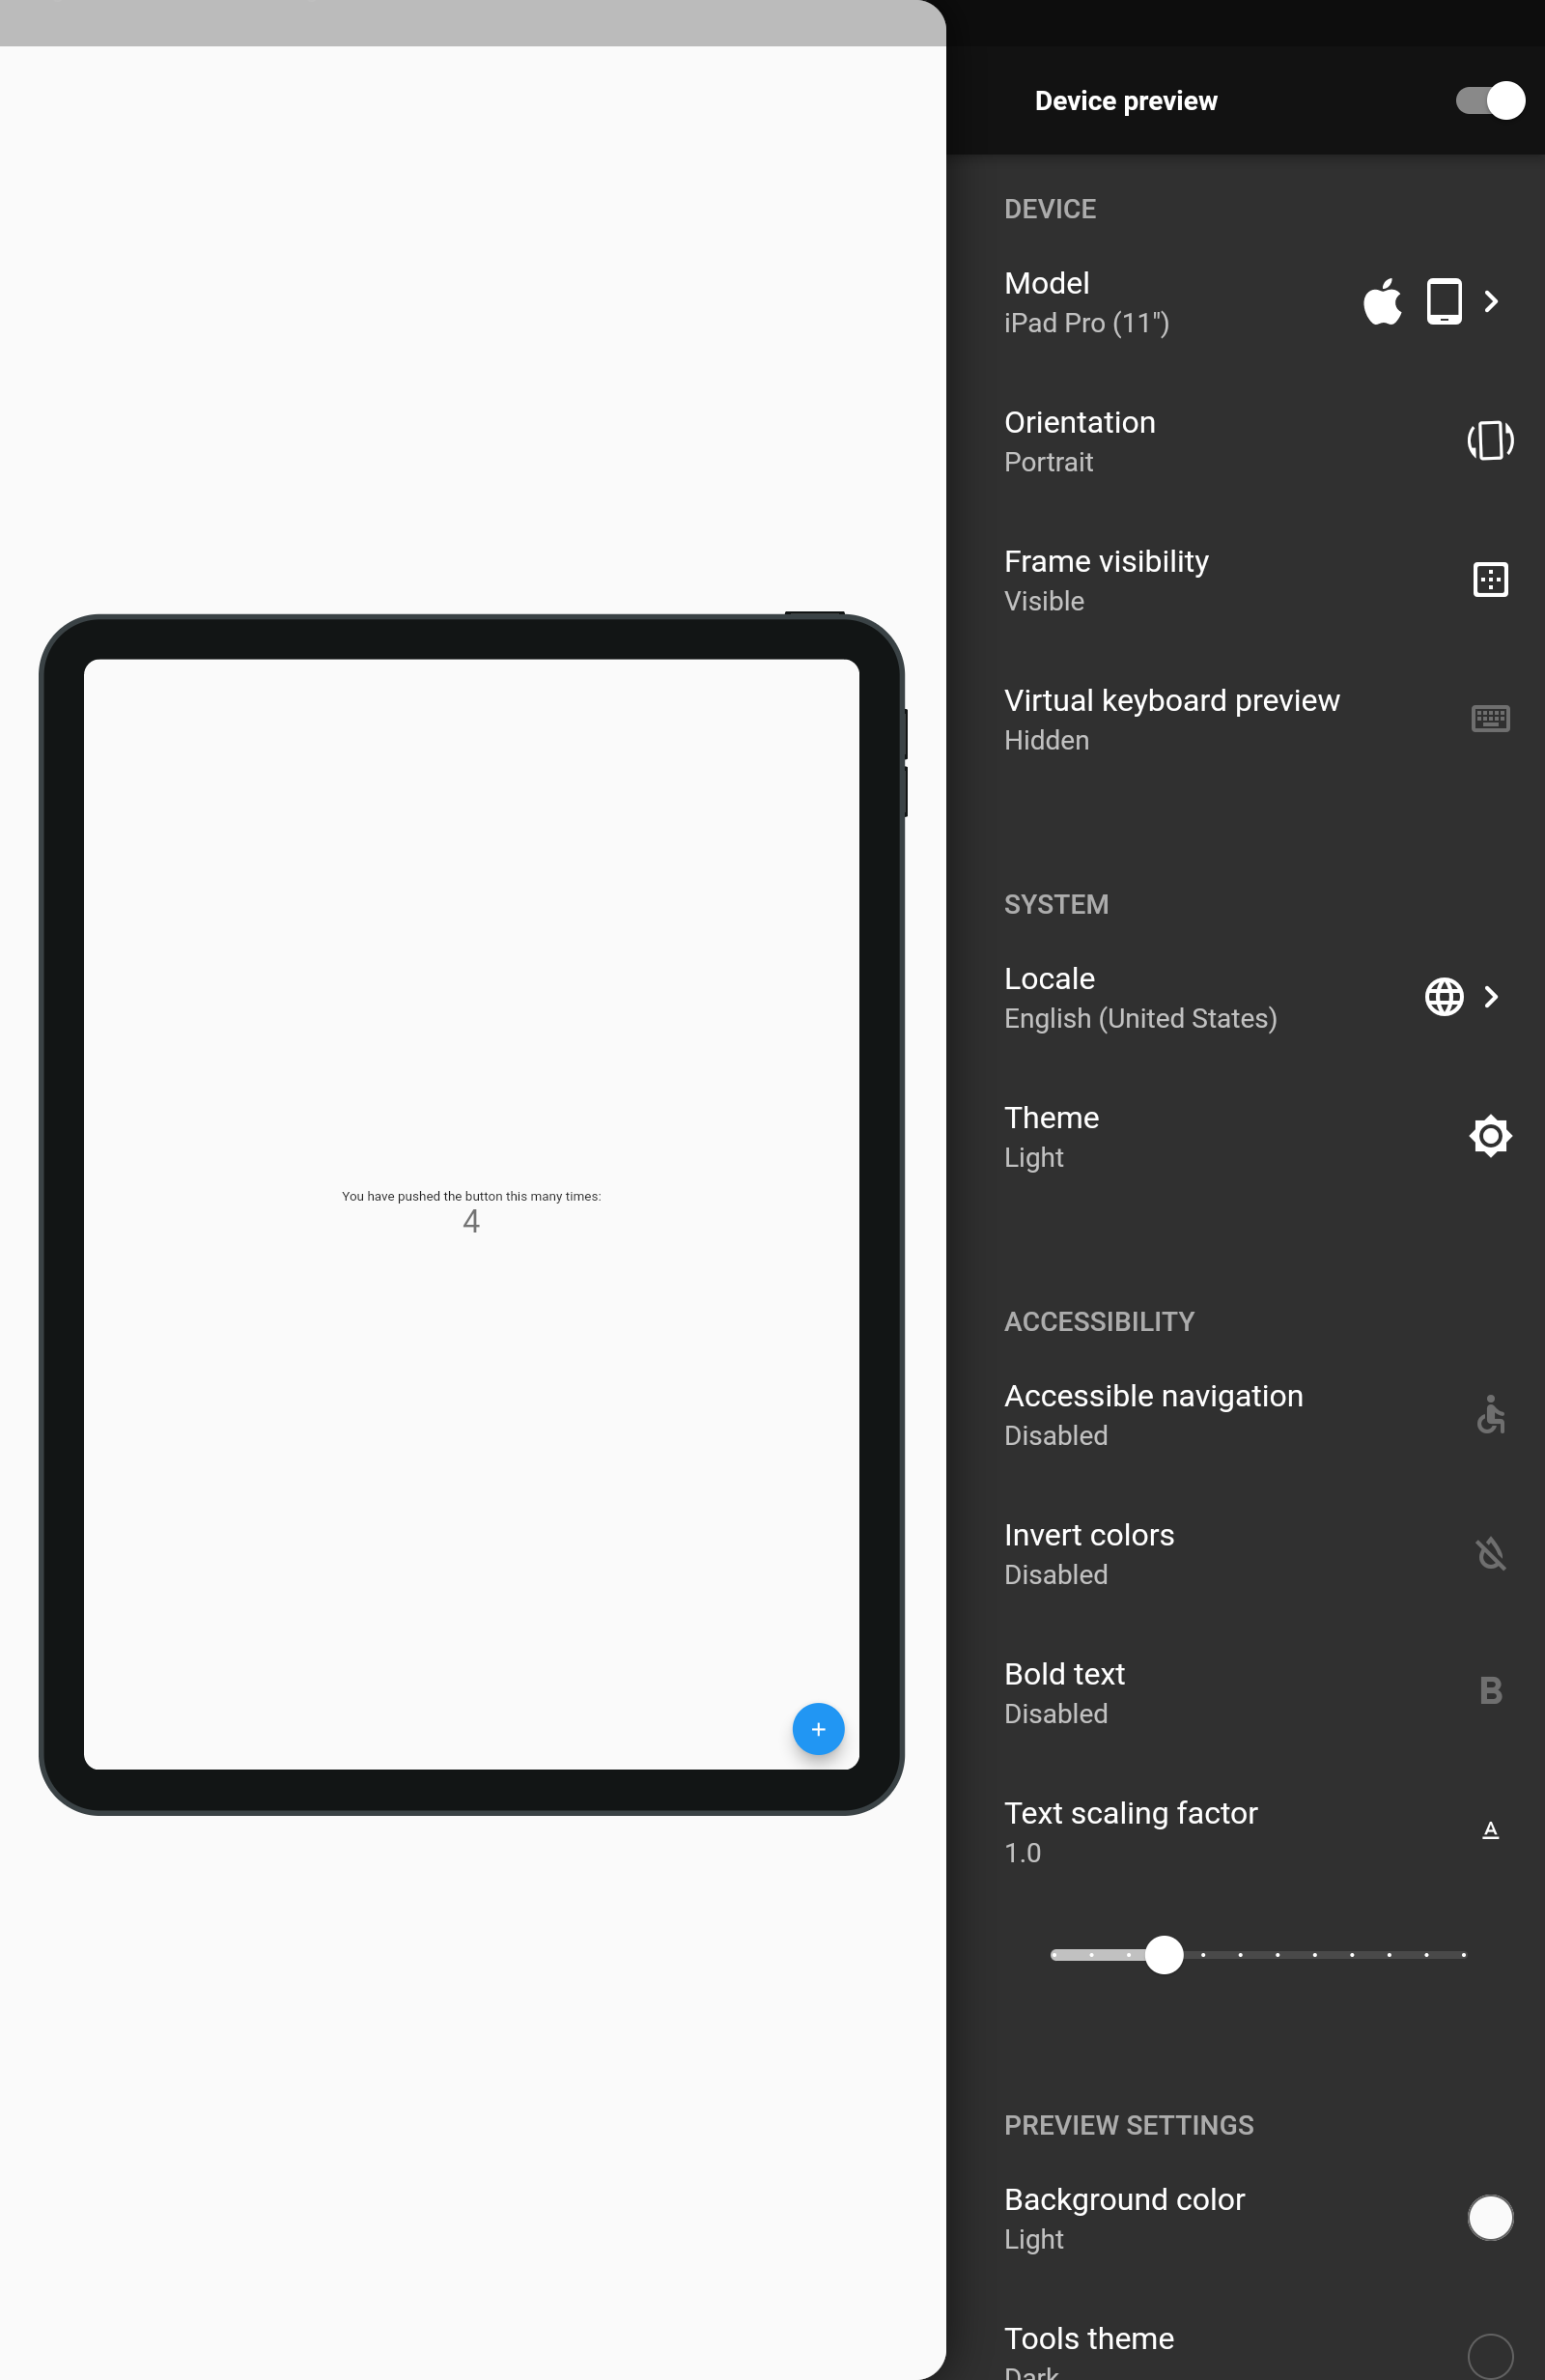 Device preview
DEVICE
Model
iPad Pro (11")
Orientation
Portrait
Frame visibility
Visible
Virtual keyboard preview
Hidden
SYSTEM
Locale
English (United States)
Theme
Light
ACCESSIBILITY
Accessible navigation
Disabled
Invert colors
Disabled
Bold text
Disabled
B
Text scaling factor
1.0
A
PREVIEW SETTINGS
Background color
Light
Tools theme
Dark
You have pushed the button this many times:
4
+